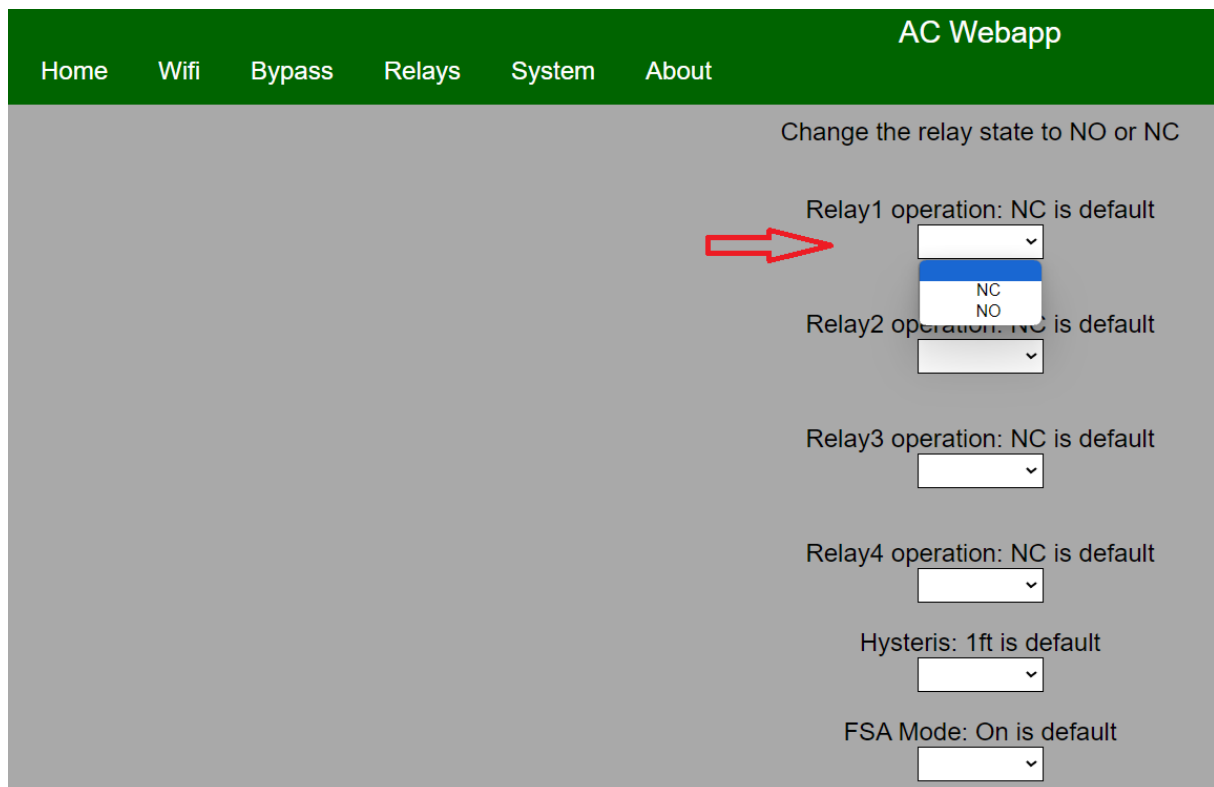 AC Webapp
Home Wifi Bypass Relays System About
Change the relay state to NO or NC
Relay1 operation: NC is default
NC
NO
Relay2 operation: NC is default
Relay3 operation: NC is default
Relay4 operation: NC is default
Hysteris: 1ft is default
FSA Mode: On is default